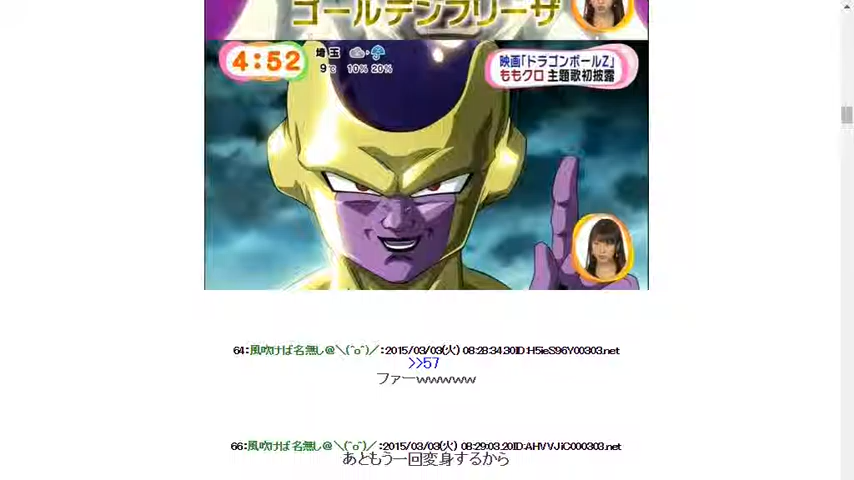 ゴールデンフリーザ
4:52
埼玉
9℃ 10% 20%
映画「ドラゴンボールZ」
ももクロ 主題歌初披露
64:風吹けば名無し@＼(^o^)／:2015/03/03(火) 08:28:34.30ID:H5ieS96Y00303.net
>>57
ファーwwwww
66:風吹けば名無し@＼(^o^)／:2015/03/03(火) 08:29:03.20ID:AHVVJiC000303.net
あともう一回変身するから